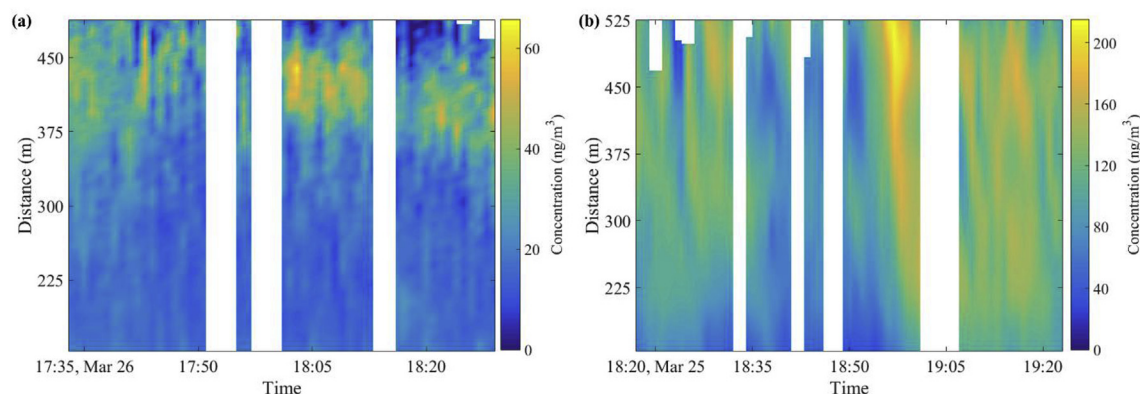 (a)
450
375
300
225
Distance (m)
17:35, Mar 26
17:50
18:05
18:20
Time
60
40
20
0
Concentration (ng/m³)
(b)
525
450
375
300
225
Distance (m)
18:20, Mar 25
18:35
18:50
19:05
19:20
Time
200
160
120
80
40
0
Concentration (ng/m³)